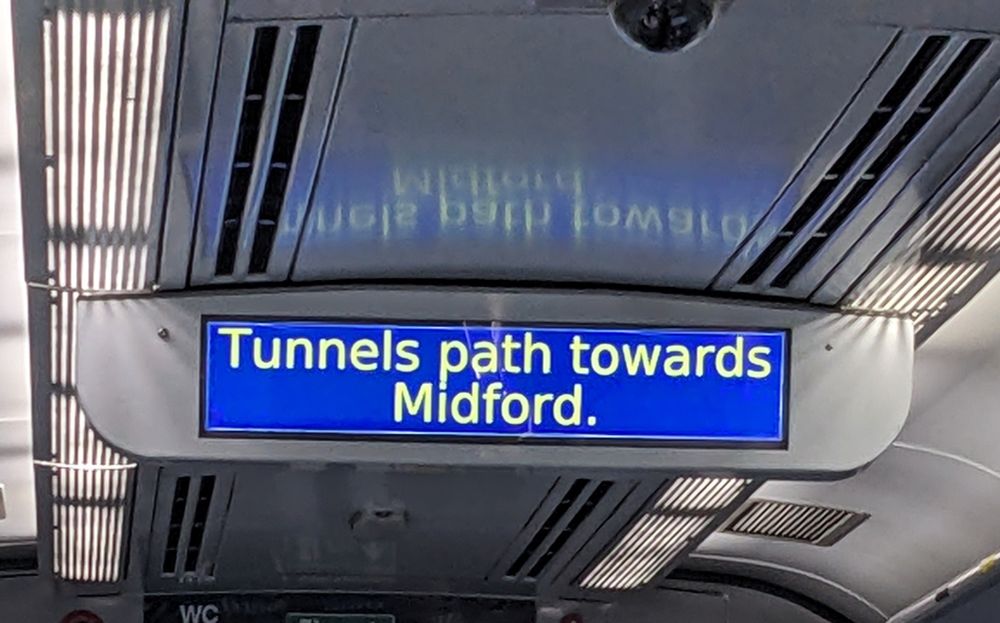 Tunnels path towards
Midford.
WC